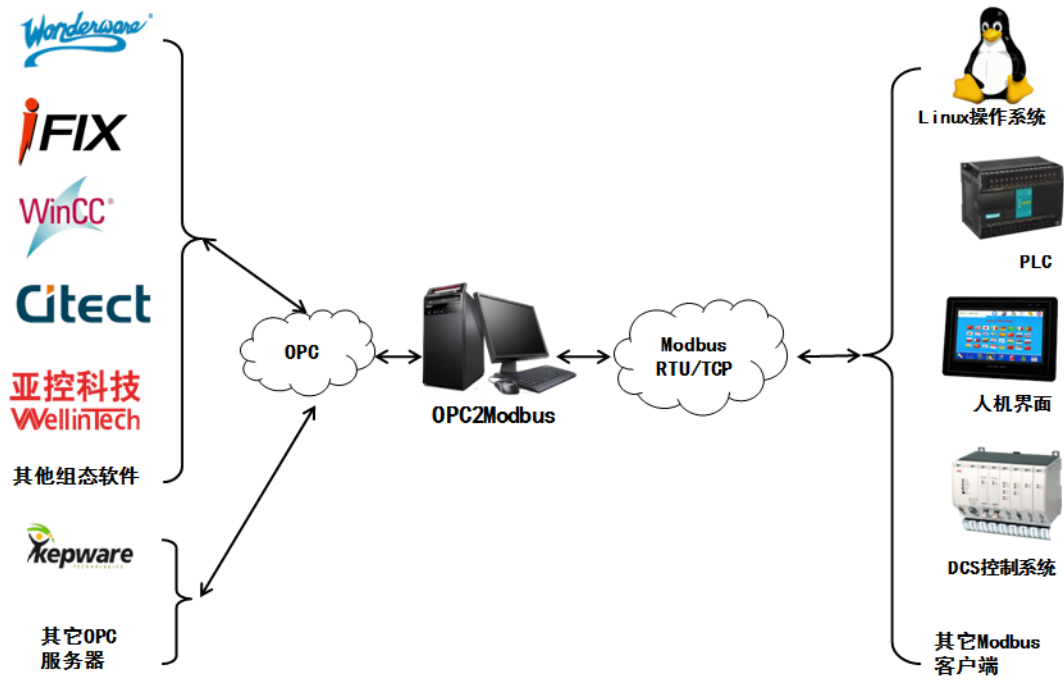 Wonderware®
iFIX
WinCC®
Citect
亚控科技
WellinTech
其他组态软件
kepware
TECHNOLOGIES
其它OPC
服务器
OPC
OPC2Modbus
Modbus
RTU/TCP
Linux操作系统
PLC
人机界面
DCS控制系统
其它Modbus
客户端